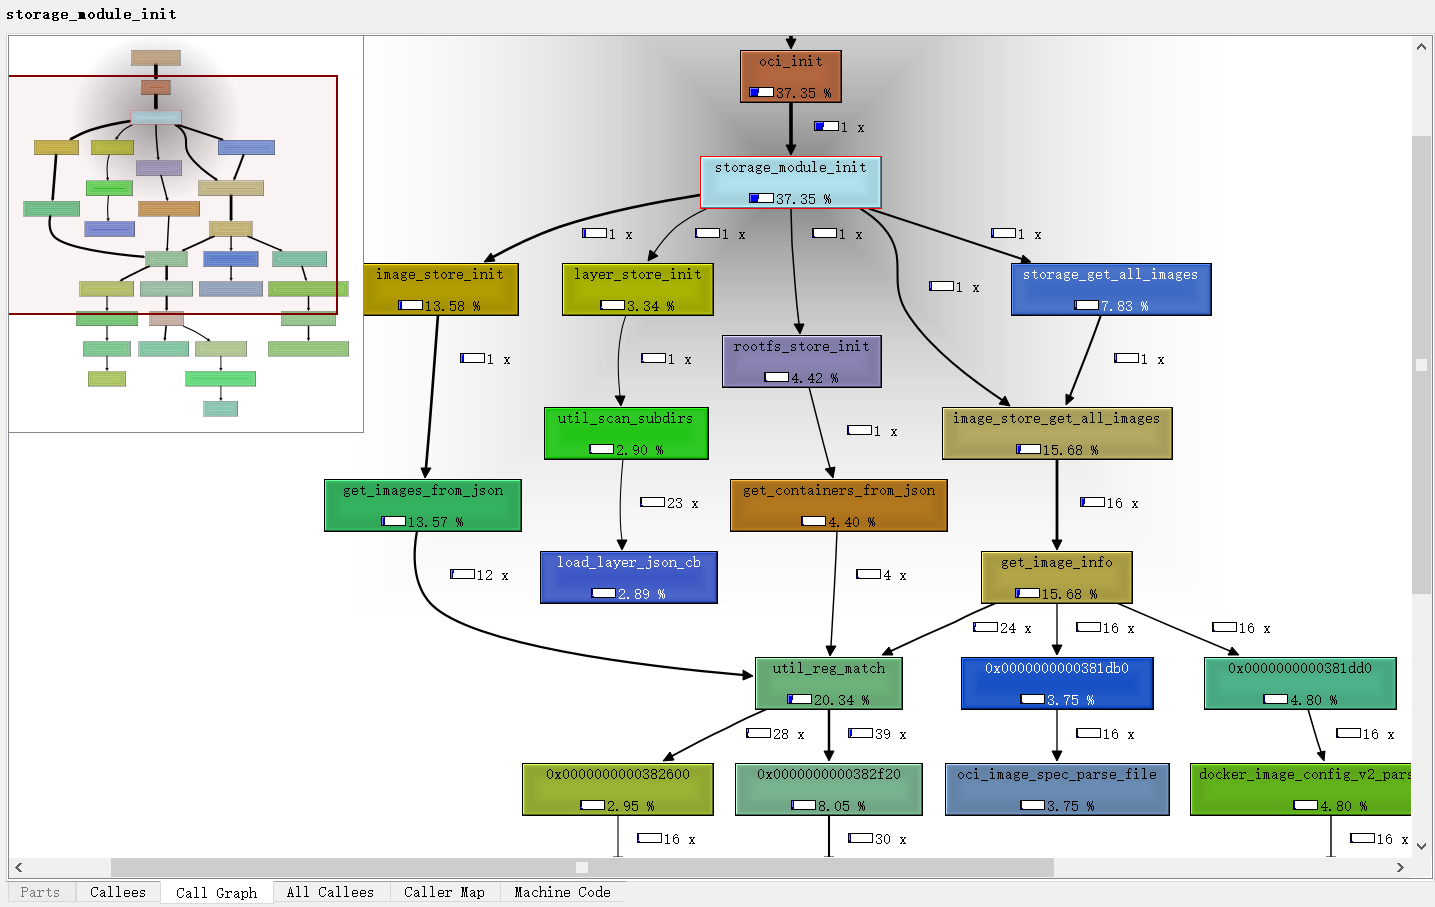 storage_module_init
oci_init
37.35 %
1 x
storage_module_init
37.35 %
1 x
1 x
1 x
1 x
1 x
image_store_init
13.58 %
layer_store_init
3.34 %
storage_get_all_images
7.83 %
rootfs_store_init
4.42 %
1 x
1 x
1 x
util_scan_subdirs
2.90 %
1 x
image_store_get_all_images
15.68 %
get_images_from_json
13.57 %
23 x
get_containers_from_json
4.40 %
16 x
load_layer_json_cb
2.89 %
get_image_info
15.68 %
12 x
4 x
24 x
16 x
16 x
util_reg_match
20.34 %
0x0000000000381db0
3.75 %
0x0000000000381dd0
4.80 %
28 x
39 x
16 x
16 x
0x0000000000382600
2.95 %
0x0000000000382f20
8.05 %
oci_image_spec_parse_file
3.75 %
docker_image_config_v2_pars
4.80 %
16 x
30 x
16 x
Parts
Callees
Call Graph
All Callees
Caller Map
Machine Code